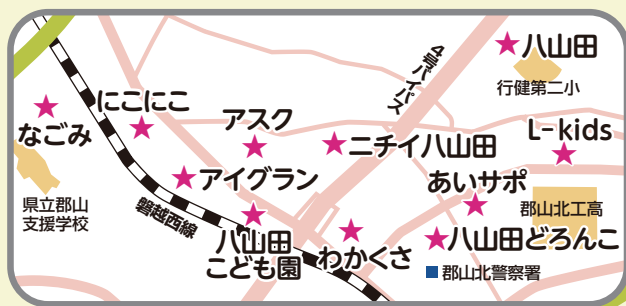 4号バイパス
八山田
行健第二小
にこにこ
なごみ
アスク
ニチイ八山田
L-kids
アイグラン
あいサポ
県立郡山
支援学校
磐越西線
八山田
こども園
わかくさ
郡山北工高
八山田どろんこ
郡山北警察署